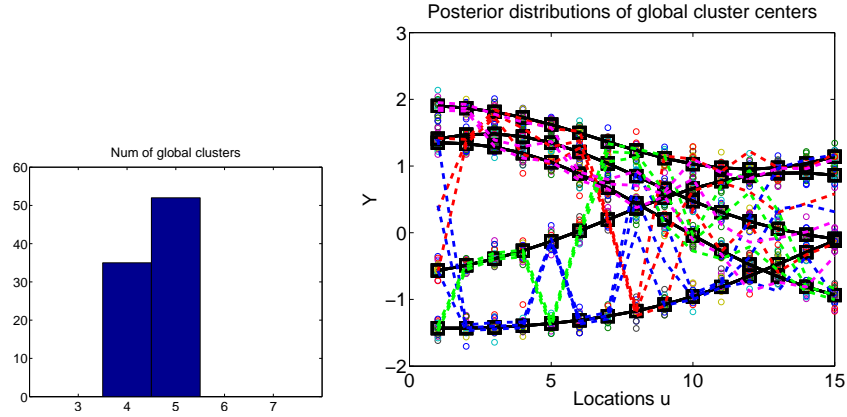 Num of global clusters
60
50
40
30
20
10
0
3 4 5 6 7
Posterior distributions of global cluster centers
3
2
1
0
−1
−2
Y
0 5 10 15
Locations u